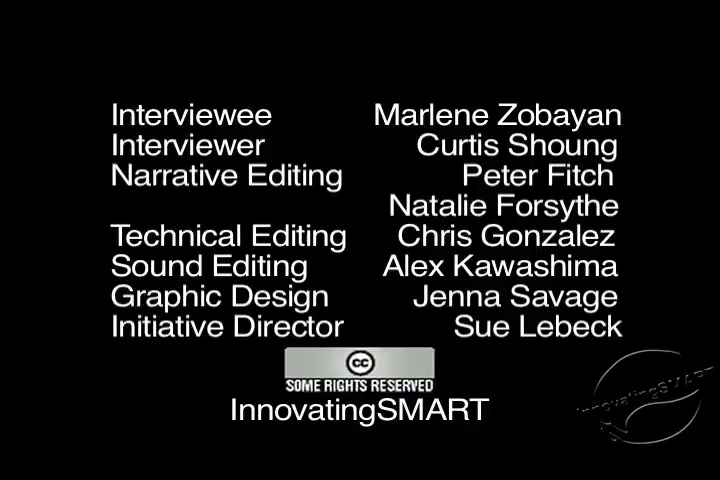 Interviewee Marlene Zobayan
Interviewer Curtis Shoung
Narrative Editing Peter Fitch
Natalie Forsythe
Technical Editing Chris Gonzalez
Sound Editing Alex Kawashima
Graphic Design Jenna Savage
Initiative Director Sue Lebeck
cc
SOME RIGHTS RESERVED
InnovatingSMART
InnovatingSMART